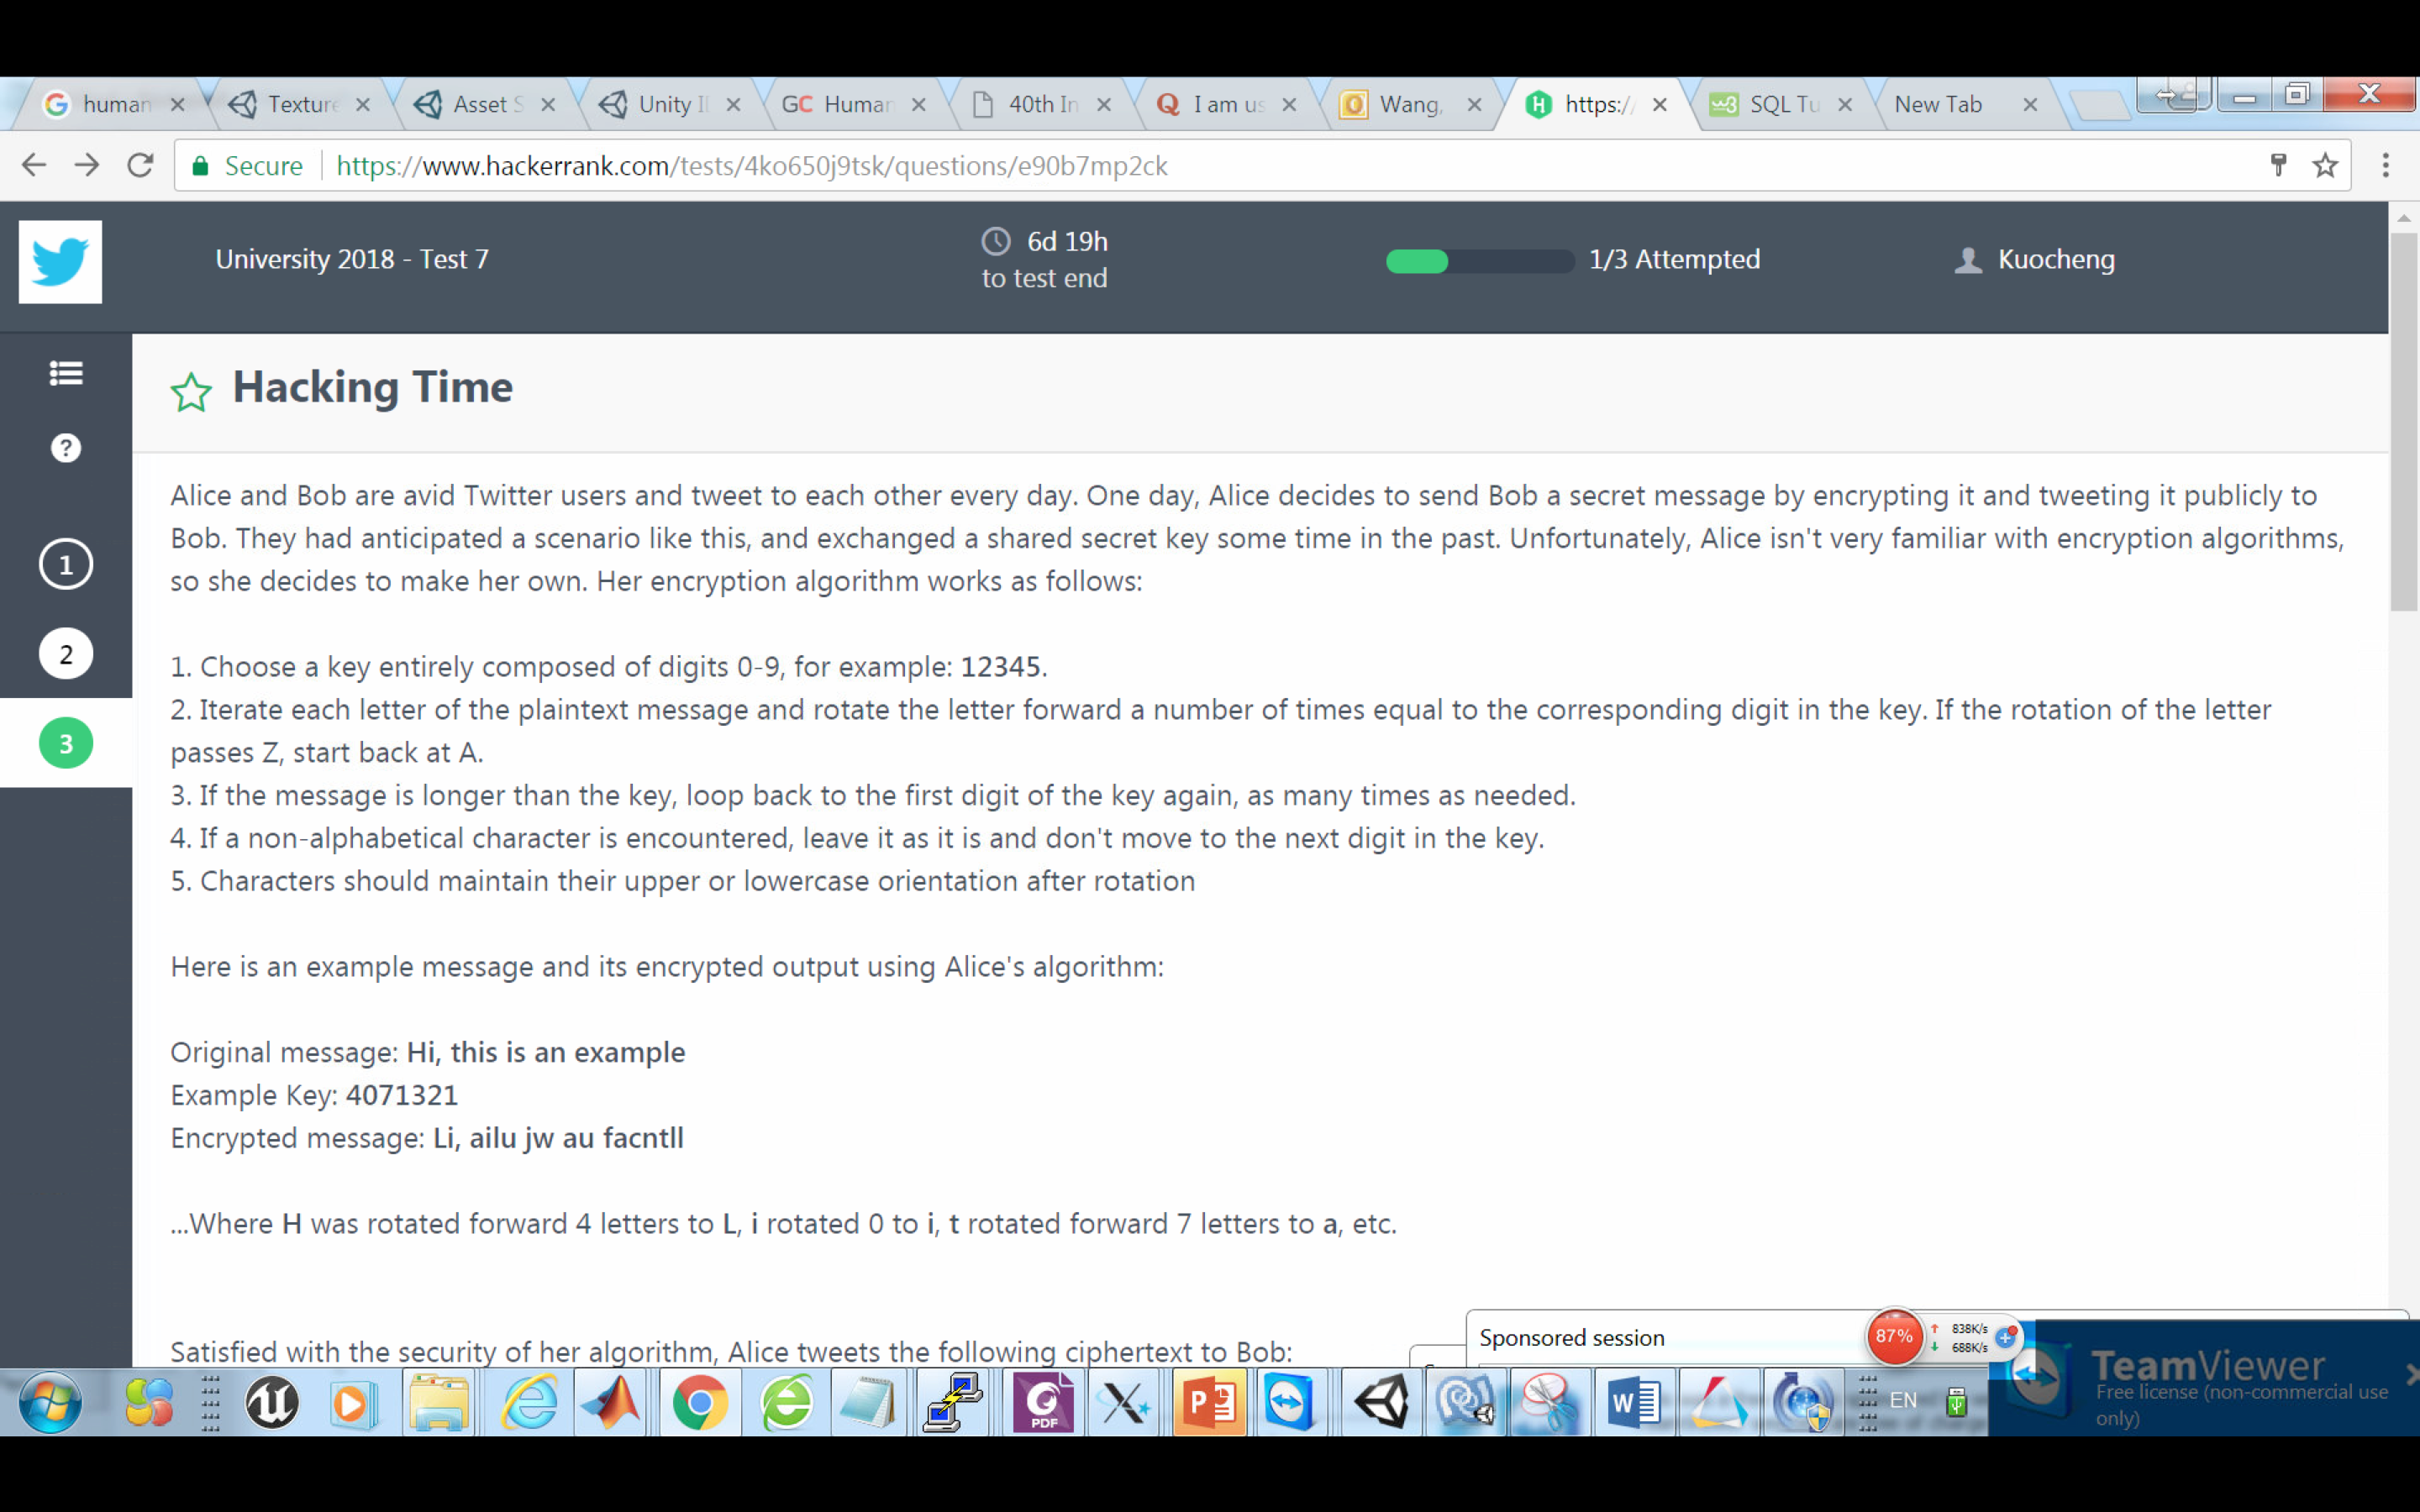 human
Texture
Asset S
Unity II
GC Human
40th In
I am us
Wang,
https:/
SQL Tu
New Tab
Secure https://www.hackerrank.com/tests/4ko650j9tsk/questions/e90b7mp2ck
University 2018 - Test 7
6d 19h
to test end
1/3 Attempted
Kuocheng
Hacking Time
?
1
2
3
Alice and Bob are avid Twitter users and tweet to each other every day. One day, Alice decides to send Bob a secret message by encrypting it and tweeting it publicly to
Bob. They had anticipated a scenario like this, and exchanged a shared secret key some time in the past. Unfortunately, Alice isn't very familiar with encryption algorithms,
so she decides to make her own. Her encryption algorithm works as follows:
1. Choose a key entirely composed of digits 0-9, for example: 12345.
2. Iterate each letter of the plaintext message and rotate the letter forward a number of times equal to the corresponding digit in the key. If the rotation of the letter
passes Z, start back at A.
3. If the message is longer than the key, loop back to the first digit of the key again, as many times as needed.
4. If a non-alphabetical character is encountered, leave it as it is and don't move to the next digit in the key.
5. Characters should maintain their upper or lowercase orientation after rotation
Here is an example message and its encrypted output using Alice's algorithm:
Original message: Hi, this is an example
Example Key: 4071321
Encrypted message: Li, ailu jw au facntll
...Where H was rotated forward 4 letters to L, i rotated 0 to i, t rotated forward 7 letters to a, etc.
Satisfied with the security of her algorithm, Alice tweets the following ciphertext to Bob:
Sponsored session
87%
838K/s
688K/s
TeamViewer
Free license (non-commercial use
only)
PDF
EN